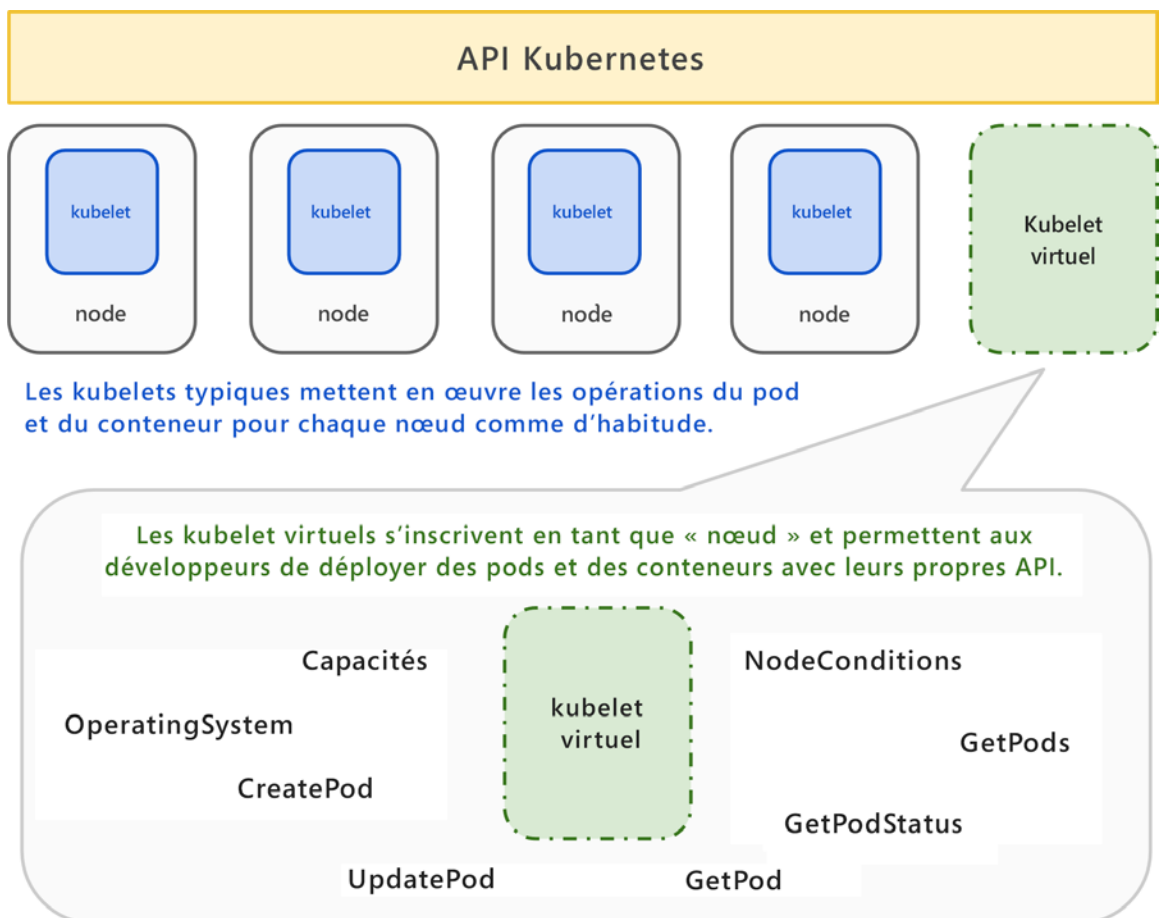 API Kubernetes
kubelet
kubelet
kubelet
kubelet
Kubelet
virtuel
node
node
node
node
Les kubelets typiques mettent en œuvre les opérations du pod
et du conteneur pour chaque nœud comme d’habitude.
Les kubelet virtuels s’inscrivent en tant que « nœud » et permettent aux
développeurs de déployer des pods et des conteneurs avec leurs propres API.
Capacités
OperatingSystem
CreatePod
kubelet
virtuel
NodeConditions
GetPods
GetPodStatus
UpdatePod
GetPod